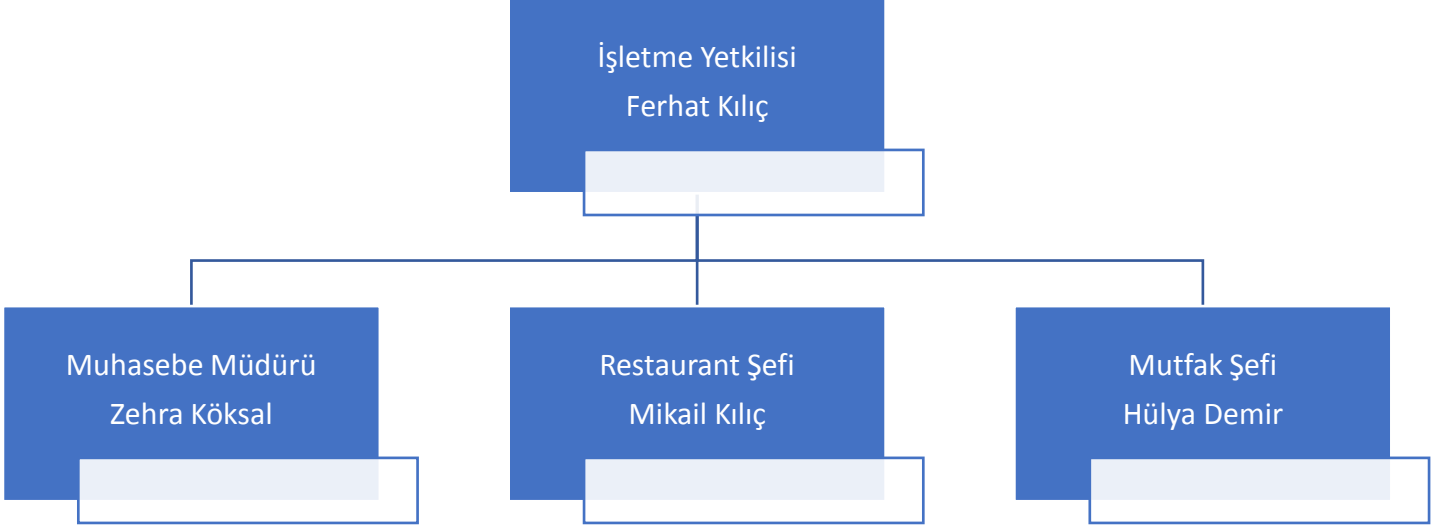 İşletme Yetkilisi
Ferhat Kılıç
Muhasebe Müdürü
Zehra Köksal
Restaurant Şefi
Mikail Kılıç
Mutfak Şefi
Hülya Demir